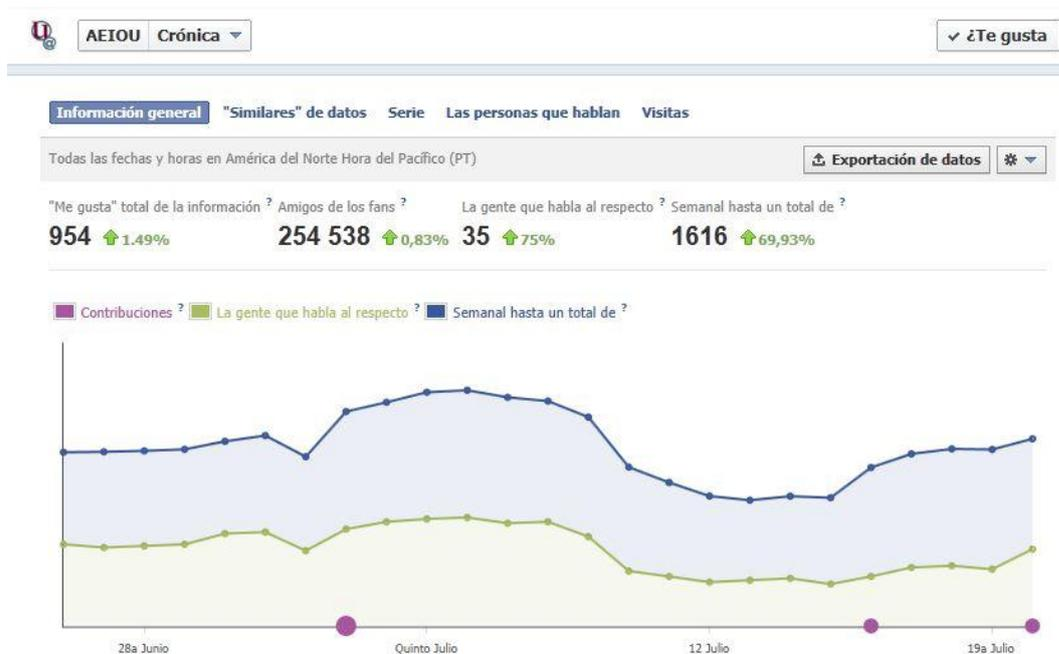 U@
AEIOU Crónica
¿Te gusta
Información general "Similares" de datos Serie Las personas que hablan Visitas
Todas las fechas y horas en América del Norte Hora del Pacífico (PT)
Exportación de datos
"Me gusta" total de la información ? Amigos de los fans ? La gente que habla al respecto ? Semanal hasta un total de ?
954 1.49% 254 538 0,83% 35 75% 1616 69,93%
Contribuciones ? La gente que habla al respecto ? Semanal hasta un total de ?
28a Junio Quinto Julio 12 Julio 19a Julio